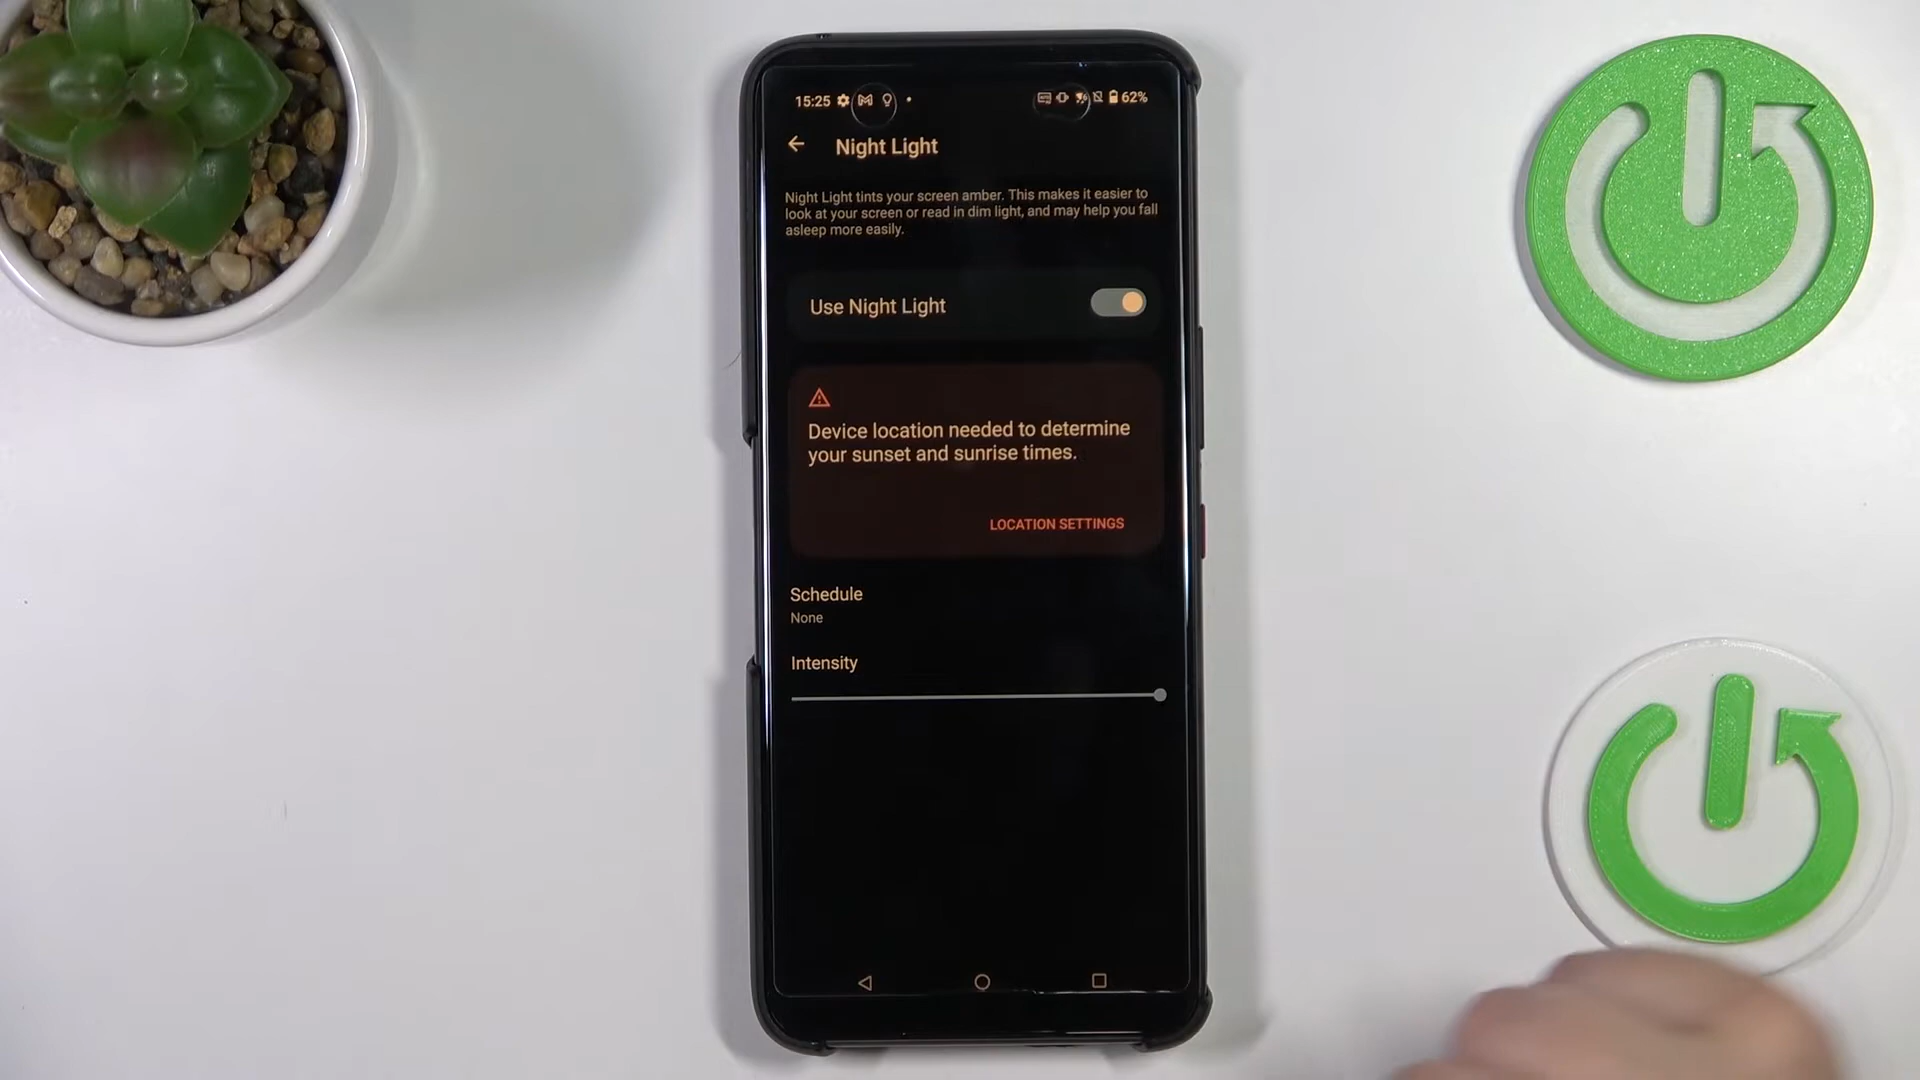 15:25 62%
Night Light
Night Light tints your screen amber. This makes it easier to
look at your screen or read in dim light, and may help you fall
asleep more easily.
Use Night Light
Device location needed to determine
your sunset and sunrise times.
LOCATION SETTINGS
Schedule
None
Intensity